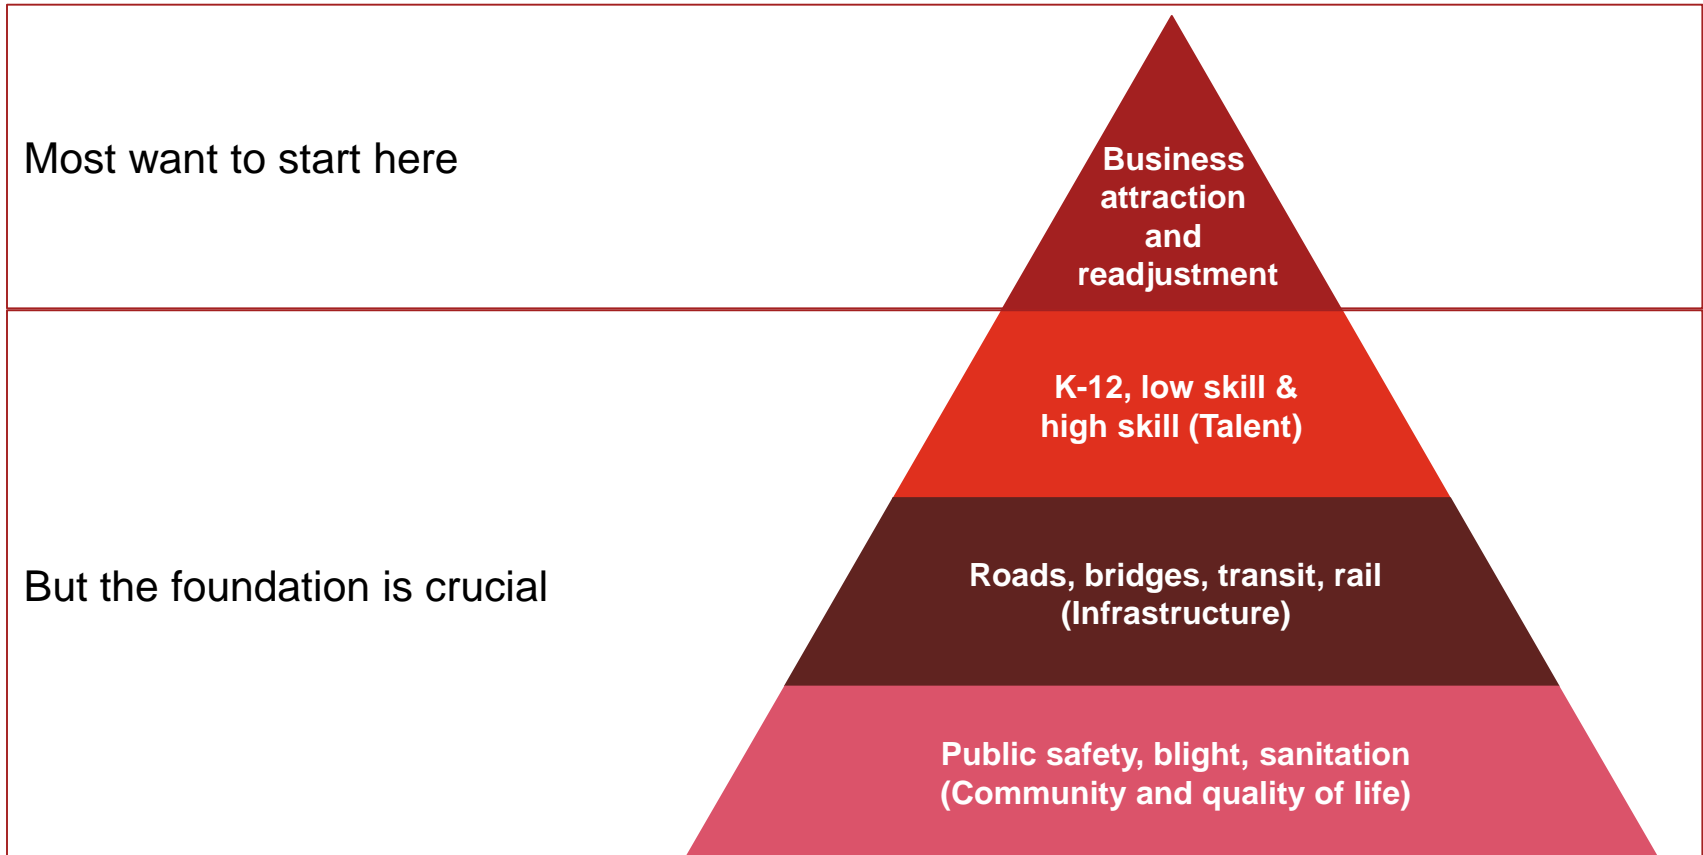 Most want to start here
Business
attraction
and
readjustment
K-12, low skill &
high skill (Talent)
But the foundation is crucial
Roads, bridges, transit, rail
(Infrastructure)
Public safety, blight, sanitation
(Community and quality of life)